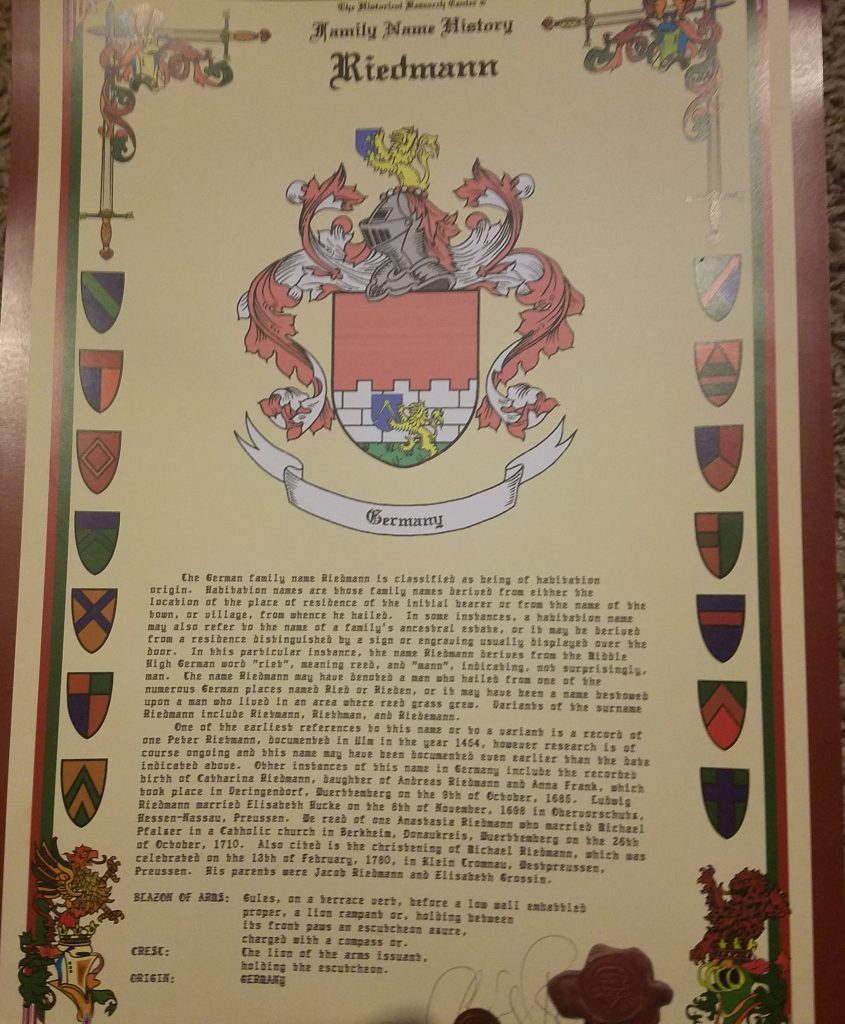 The Historical Research Center's
Family Name History
Riedmann
Germany
The German family name Riedmann is classified as being of habitation
origin. Habitation names are those family names derived from either the
location of the place of residence of the initial bearer or from the name of the
town, or village, from whence he hailed. In some instances, a habitation name
may also refer to the name of a family's ancestral estate, or it may be derived
from a residence distinguished by a sign or engraving usually displayed over the
door. In this particular instance, the name Riedmann derives from the Middle
High German word "riet", meaning reed, and "mann", indicating, not surprisingly,
man. The name Riedmann may have denoted a man who hailed from one of the
numerous German places named Ried or Rieden, or it may have been a name bestowed
upon a man who lived in an area where reed grass grew. Variants of the surname
Riedmann include Rietmann, Riethman, and Riedemann.
One of the earliest references to this name or to a variant is a record of
one Peter Rietmann, documented in Ulm in the year 1454, however research is of
course ongoing and this name may have been documented even earlier than the date
indicated above. Other instances of this name in Germany include the recorded
birth of Catharina Riedmann, daughter of Andreas Riedmann and Anna Frank, which
took place in Deringendorf, Wuerttemberg on the 9th of October, 1685. Ludwig
Riedmann married Elisabeth Hucke on the 8th of November, 1698 in Obervorschutz,
Hessen-Nassau, Preussen. We read of one Anastasia Riedmann who married Michael
Pfalzer in a Catholic church in Berkheim, Donaukreis, Wuerttemberg on the 26th
of October, 1710. Also cited is the christening of Michael Riedmann, which was
celebrated on the 13th of February, 1780, in Klein Tromnau, Westpreussen,
Preussen. His parents were Jacob Riedmann and Elisabeth Grossin.
BLAZON OF ARMS: Gules, on a terrace vert, before a low wall embattled
proper, a lion rampant or, holding between
its front paws an escutcheon azure,
charged with a compass or.
CREST: The lion of the arms issuant,
holding the escutcheon.
ORIGIN: GERMANY